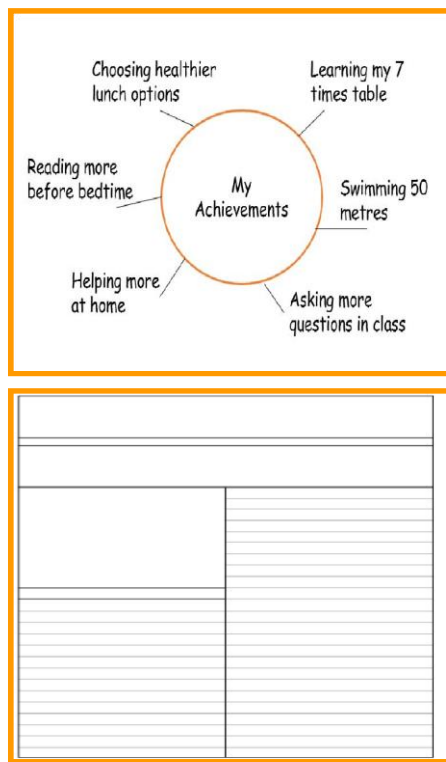 Choosing healthier
lunch options
Learning my 7
times table
Reading more
before bedtime
My
Achievements
Swimming 50
metres
Helping more
at home
Asking more
questions in class